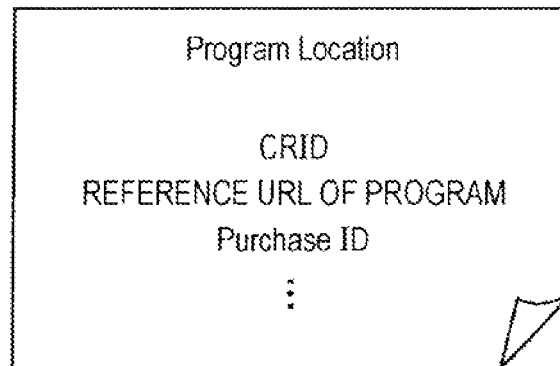 Program Location
CRID
REFERENCE URL OF PROGRAM
Purchase ID
⋮